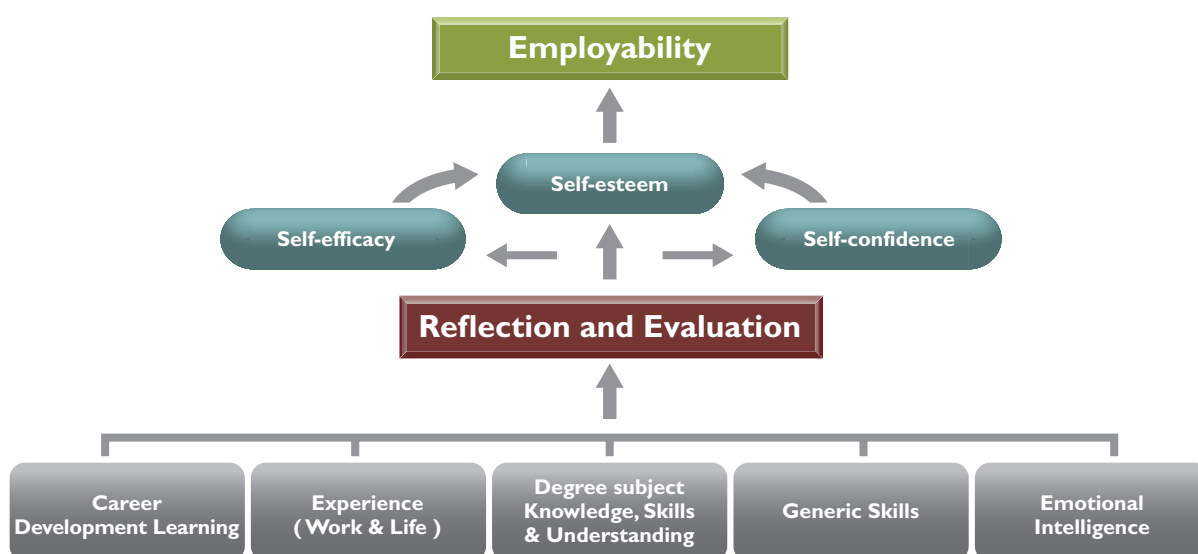 Employability
Self-esteem
Self-efficacy
Self-confidence
Reflection and Evaluation
Career
Development Learning
Experience
( Work & Life )
Degree subject
Knowledge, Skills
& Understanding
Generic Skills
Emotional
Intelligence